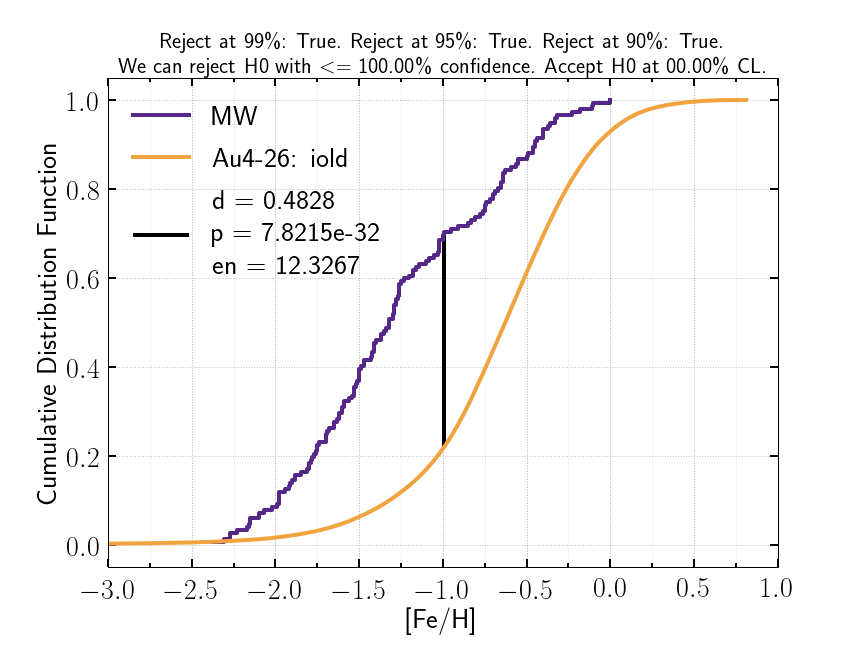 Reject at 99%: True. Reject at 95%: True. Reject at 90%: True.
We can reject H0 with <= 100.00% confidence. Accept H0 at 00.00% CL.
MW
Au4-26: iold
d = 0.4828
p = 7.8215e-32
en = 12.3267
Cumulative Distribution Function
1.0
0.8
0.6
0.4
0.2
0.0
−3.0 −2.5 −2.0 −1.5 −1.0 −0.5 0.0 0.5 1.0
[Fe/H]